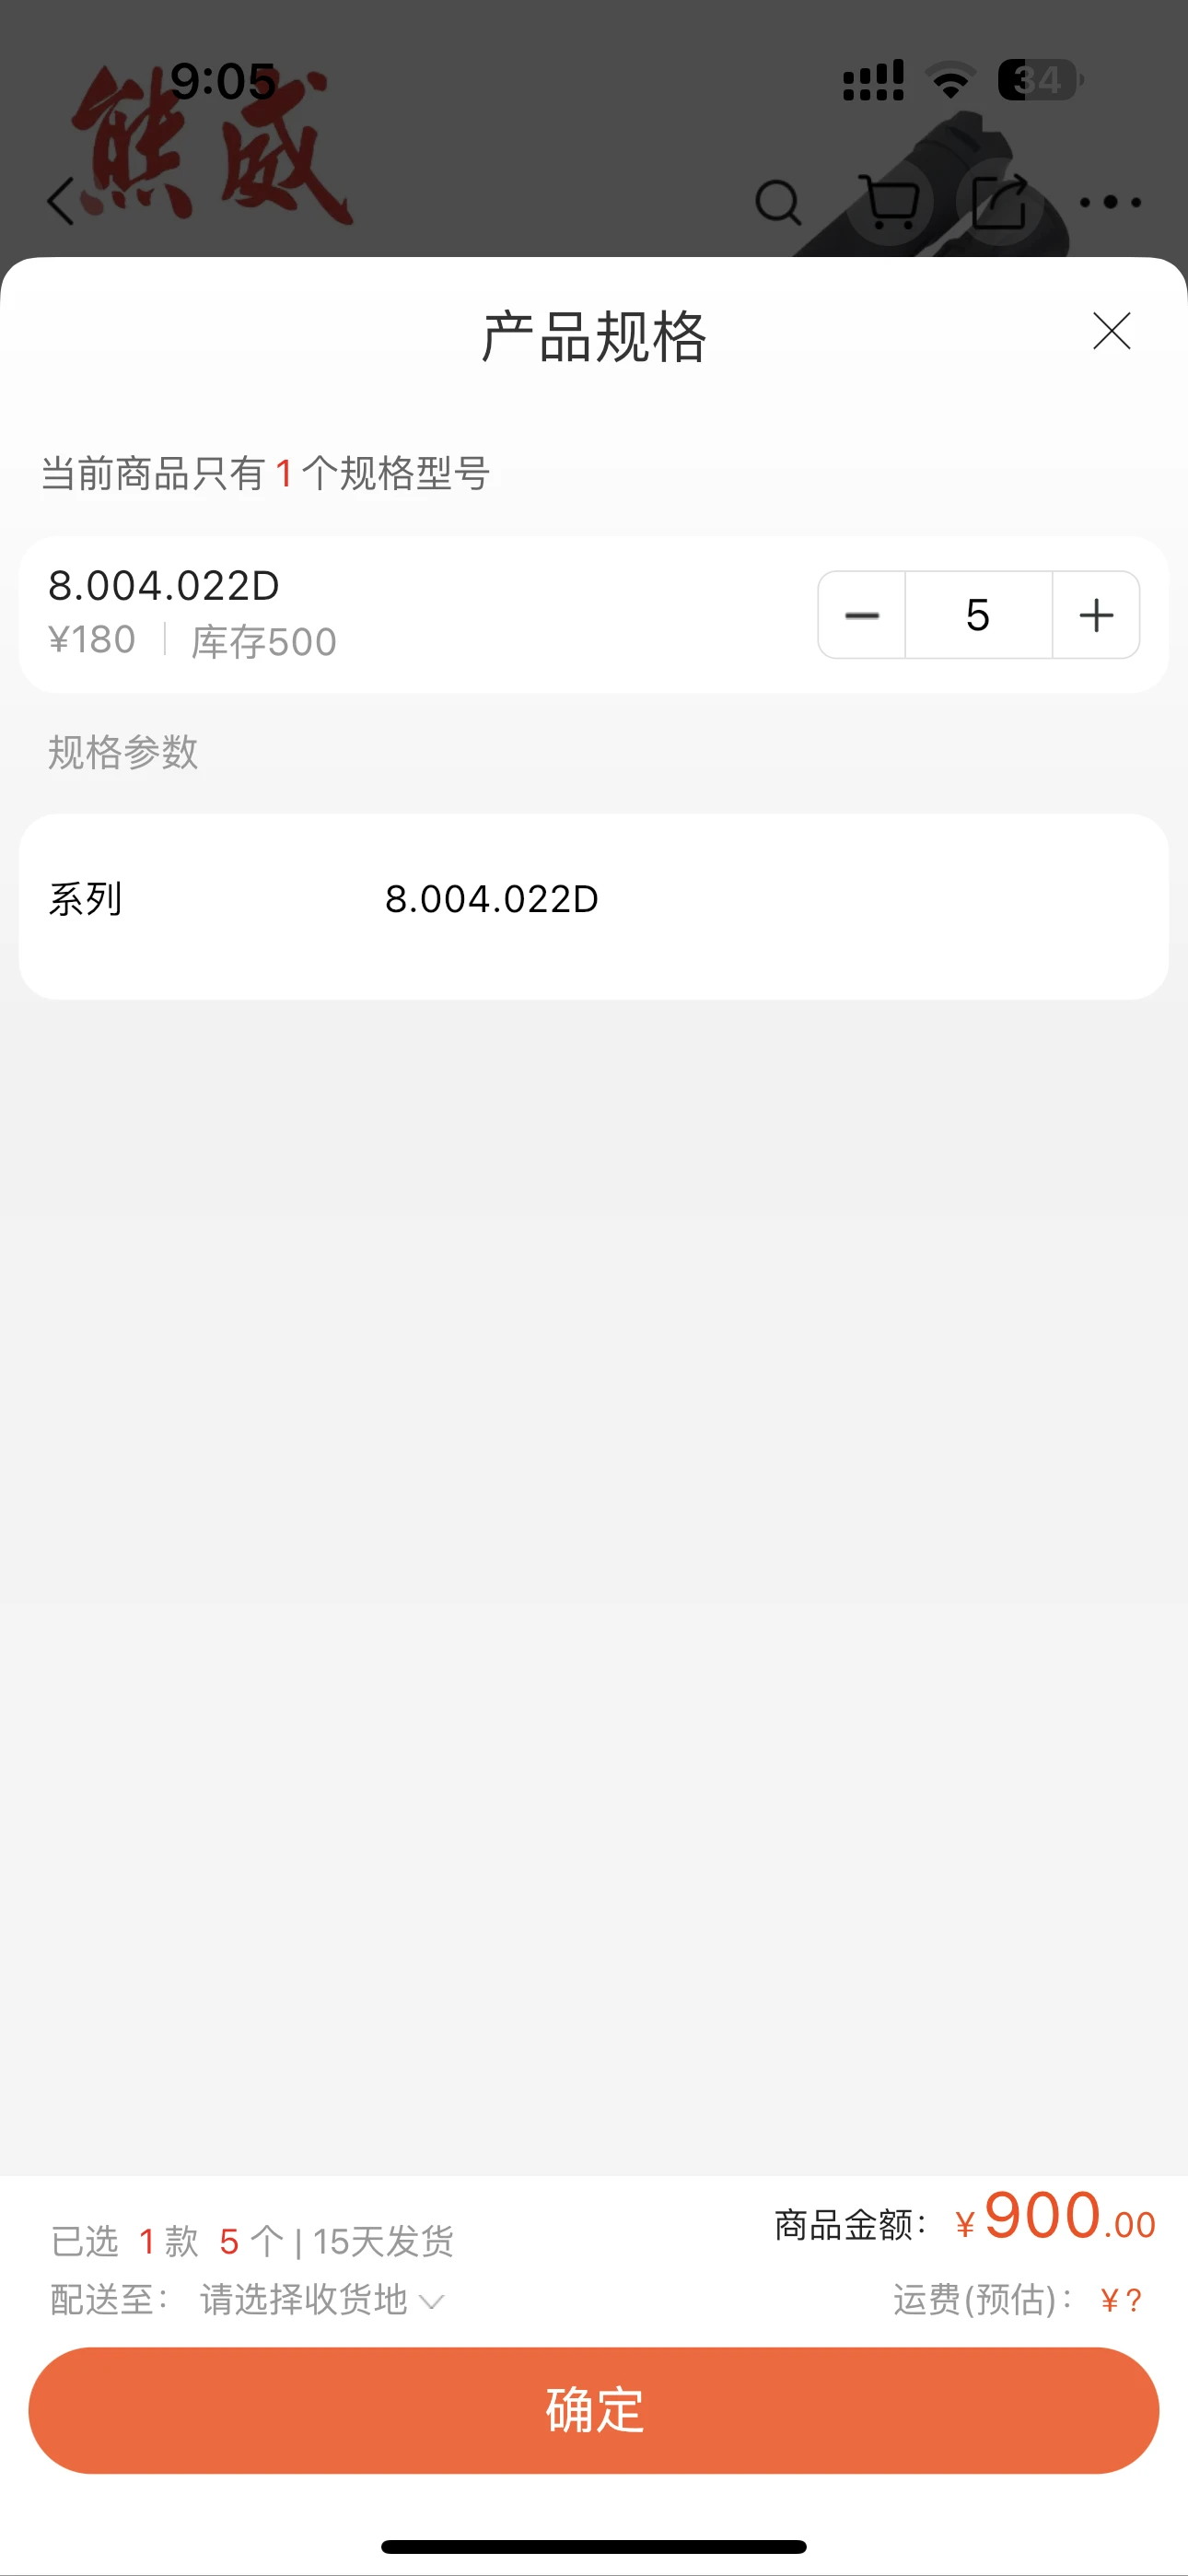 9:05
34
熊威
产品规格
当前商品只有 1 个规格型号
8.004.022D
¥180
库存500
5
规格参数
系列
8.004.022D
已选 1 款 5 个 | 15天发货
商品金额： ¥900.00
配送至： 请选择收货地
运费(预估)： ¥?
确定